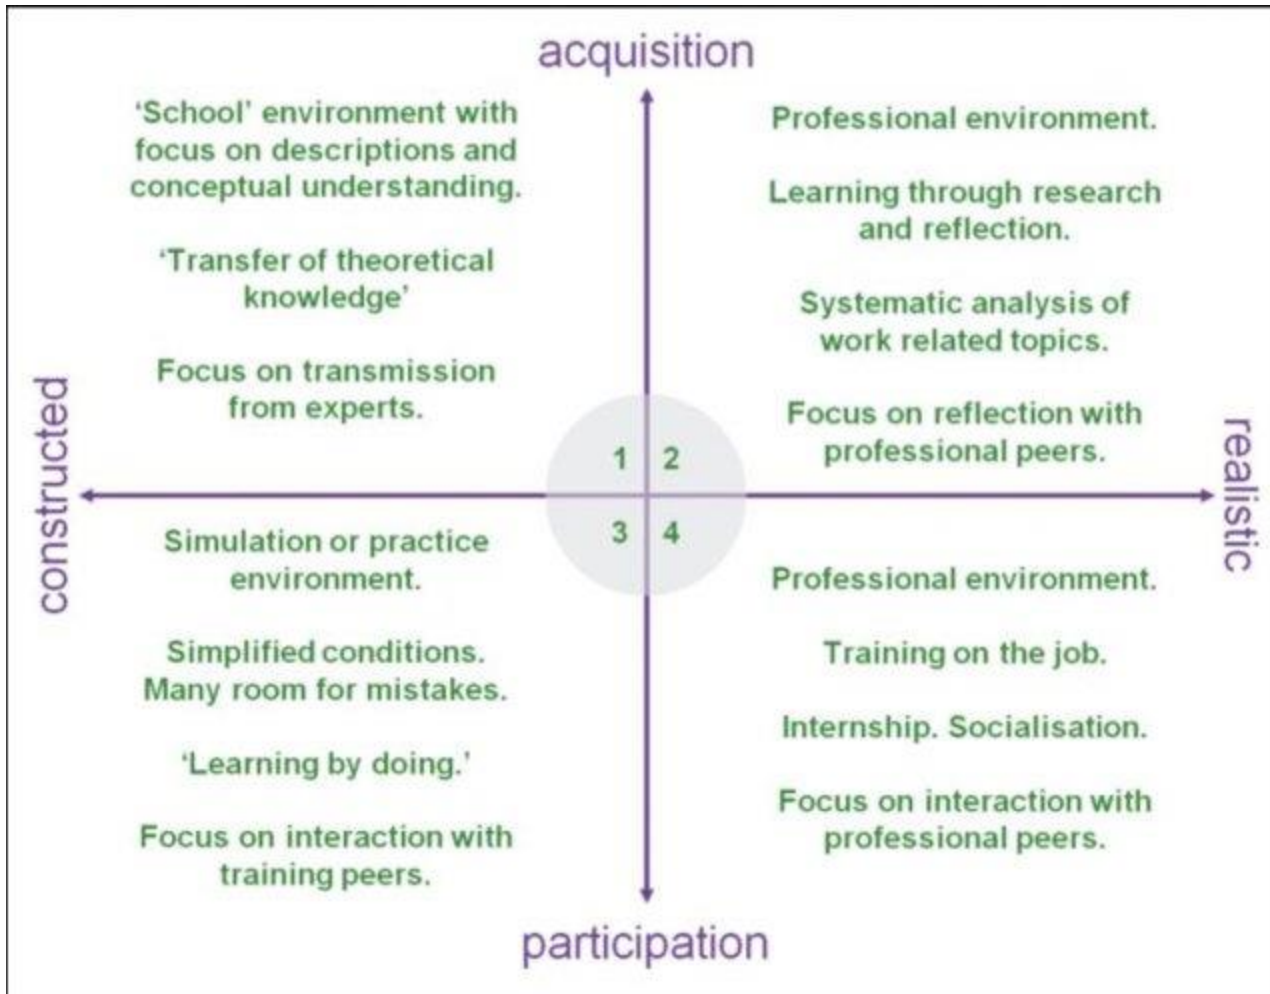 acquisition
‘School’ environment with
focus on descriptions and
conceptual understanding.
‘Transfer of theoretical
knowledge’
Focus on transmission
from experts.
Professional environment.
Learning through research
and reflection.
Systematic analysis of
work related topics.
Focus on reflection with
professional peers.
constructed
1 2
3 4
realistic
Simulation or practice
environment.
Simplified conditions.
Many room for mistakes.
‘Learning by doing.’
Focus on interaction with
training peers.
Professional environment.
Training on the job.
Internship. Socialisation.
Focus on interaction with
professional peers.
participation